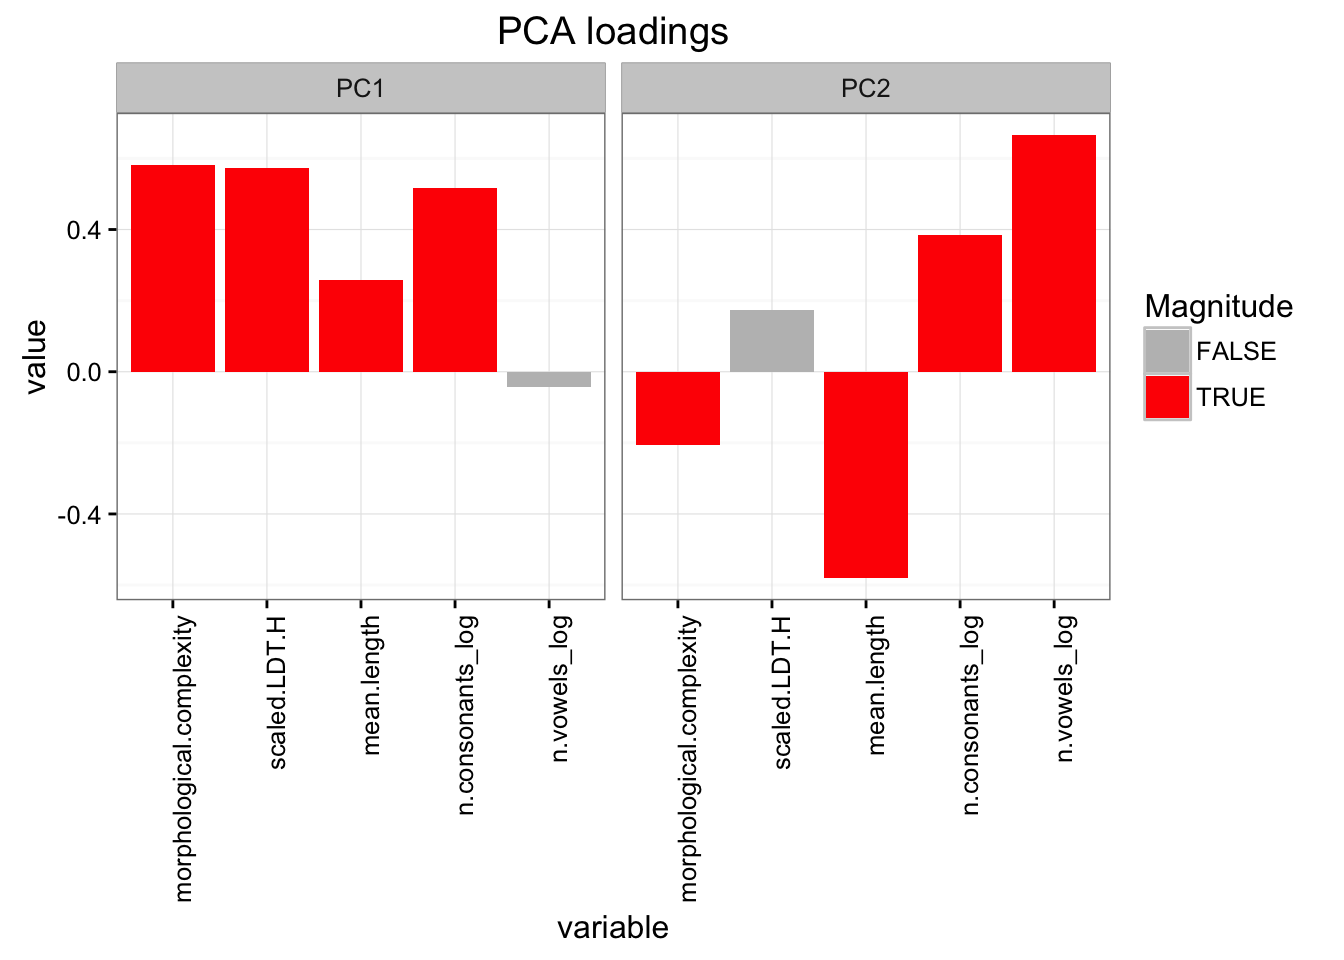 PCA loadings
PC1
PC2
value
0.4
0.0
-0.4
morphological.complexity
scaled.LDT.H
mean.length
n.consonants_log
n.vowels_log
morphological.complexity
scaled.LDT.H
mean.length
n.consonants_log
n.vowels_log
variable
Magnitude
FALSE
TRUE